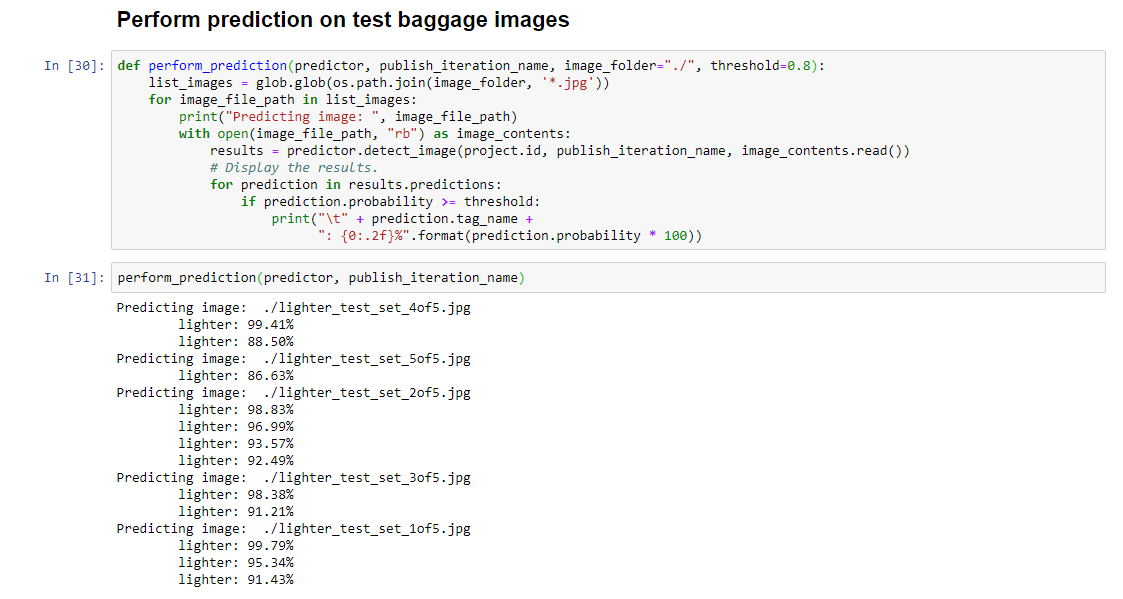 Perform prediction on test baggage images
In [30]: def perform_prediction(predictor, publish_iteration_name, image_folder="./", threshold=0.8):
    list_images = glob.glob(os.path.join(image_folder, '*.jpg'))
    for image_file_path in list_images:
        print("Predicting image: ", image_file_path)
        with open(image_file_path, "rb") as image_contents:
            results = predictor.detect_image(project.id, publish_iteration_name, image_contents.read())
            # Display the results.
            for prediction in results.predictions:
                if prediction.probability >= threshold:
                    print("\t" + prediction.tag_name +
                          ": {0:.2f}%".format(prediction.probability * 100))
In [31]: perform_prediction(predictor, publish_iteration_name)
Predicting image:  ./lighter_test_set_4of5.jpg
        lighter: 99.41%
        lighter: 88.50%
Predicting image:  ./lighter_test_set_5of5.jpg
        lighter: 86.63%
Predicting image:  ./lighter_test_set_2of5.jpg
        lighter: 98.83%
        lighter: 96.99%
        lighter: 93.57%
        lighter: 92.49%
Predicting image:  ./lighter_test_set_3of5.jpg
        lighter: 98.38%
        lighter: 91.21%
Predicting image:  ./lighter_test_set_1of5.jpg
        lighter: 99.79%
        lighter: 95.34%
        lighter: 91.43%